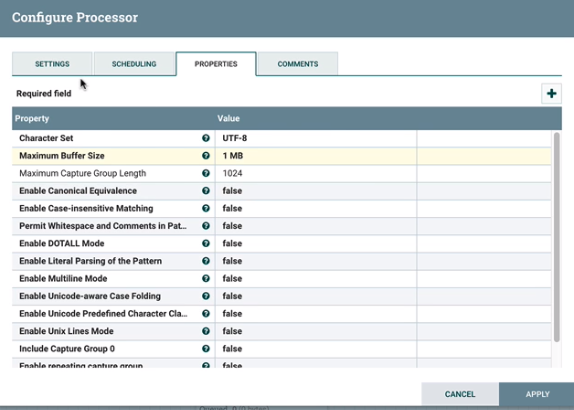 Configure Processor
SETTINGS SCHEDULING PROPERTIES COMMENTS
Required field
Property Value
Character Set UTF-8
Maximum Buffer Size 1 MB
Maximum Capture Group Length 1024
Enable Canonical Equivalence false
Enable Case-insensitive Matching false
Permit Whitespace and Comments in Pat... false
Enable DOTALL Mode false
Enable Literal Parsing of the Pattern false
Enable Multiline Mode false
Enable Unicode-aware Case Folding false
Enable Unicode Predefined Character Cla... false
Enable Unix Lines Mode false
Include Capture Group 0 false
Enable repeating capture group false
CANCEL APPLY